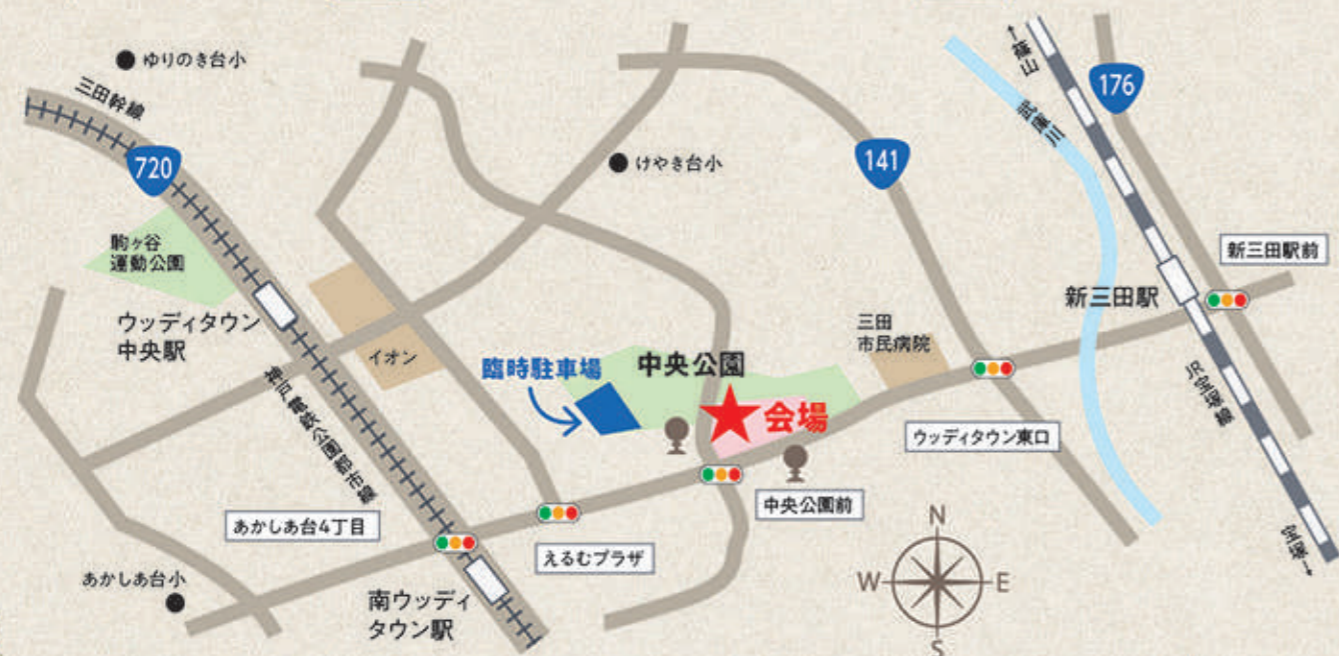 ゆりのき台小
三田幹線
720
駒ヶ谷
運動公園
ウッディタウン
中央駅
イオン
神戸電鉄公園都市線
けやき台小
141
↑篠山
武庫川
176
新三田駅前
新三田駅
JR宝塚線
宝塚→
三田
市民病院
臨時駐車場
中央公園
会場
ウッディタウン東口
中央公園前
えるむプラザ
あかしあ台4丁目
あかしあ台小
南ウッディ
タウン駅
N
W
E
S